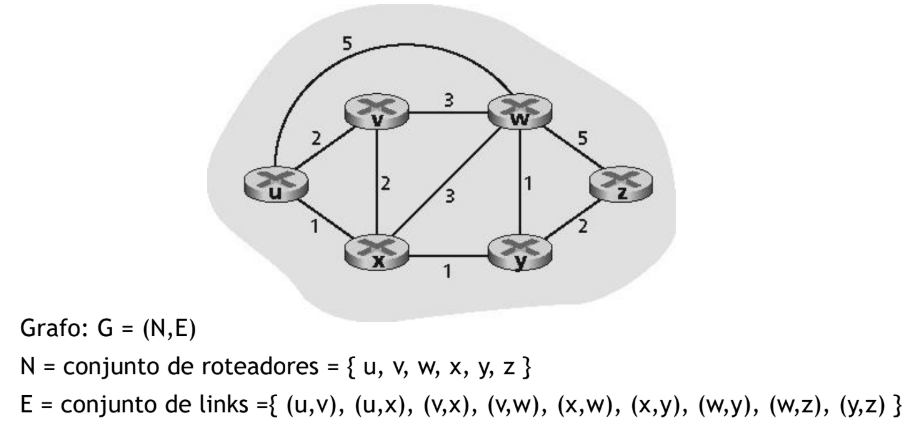 5
v
3
w
2
5
u
2
3
1
z
1
2
x
1
y
Grafo: G = (N,E)
N = conjunto de roteadores = { u, v, w, x, y, z }
E = conjunto de links ={ (u,v), (u,x), (v,x), (v,w), (x,w), (x,y), (w,y), (w,z), (y,z) }